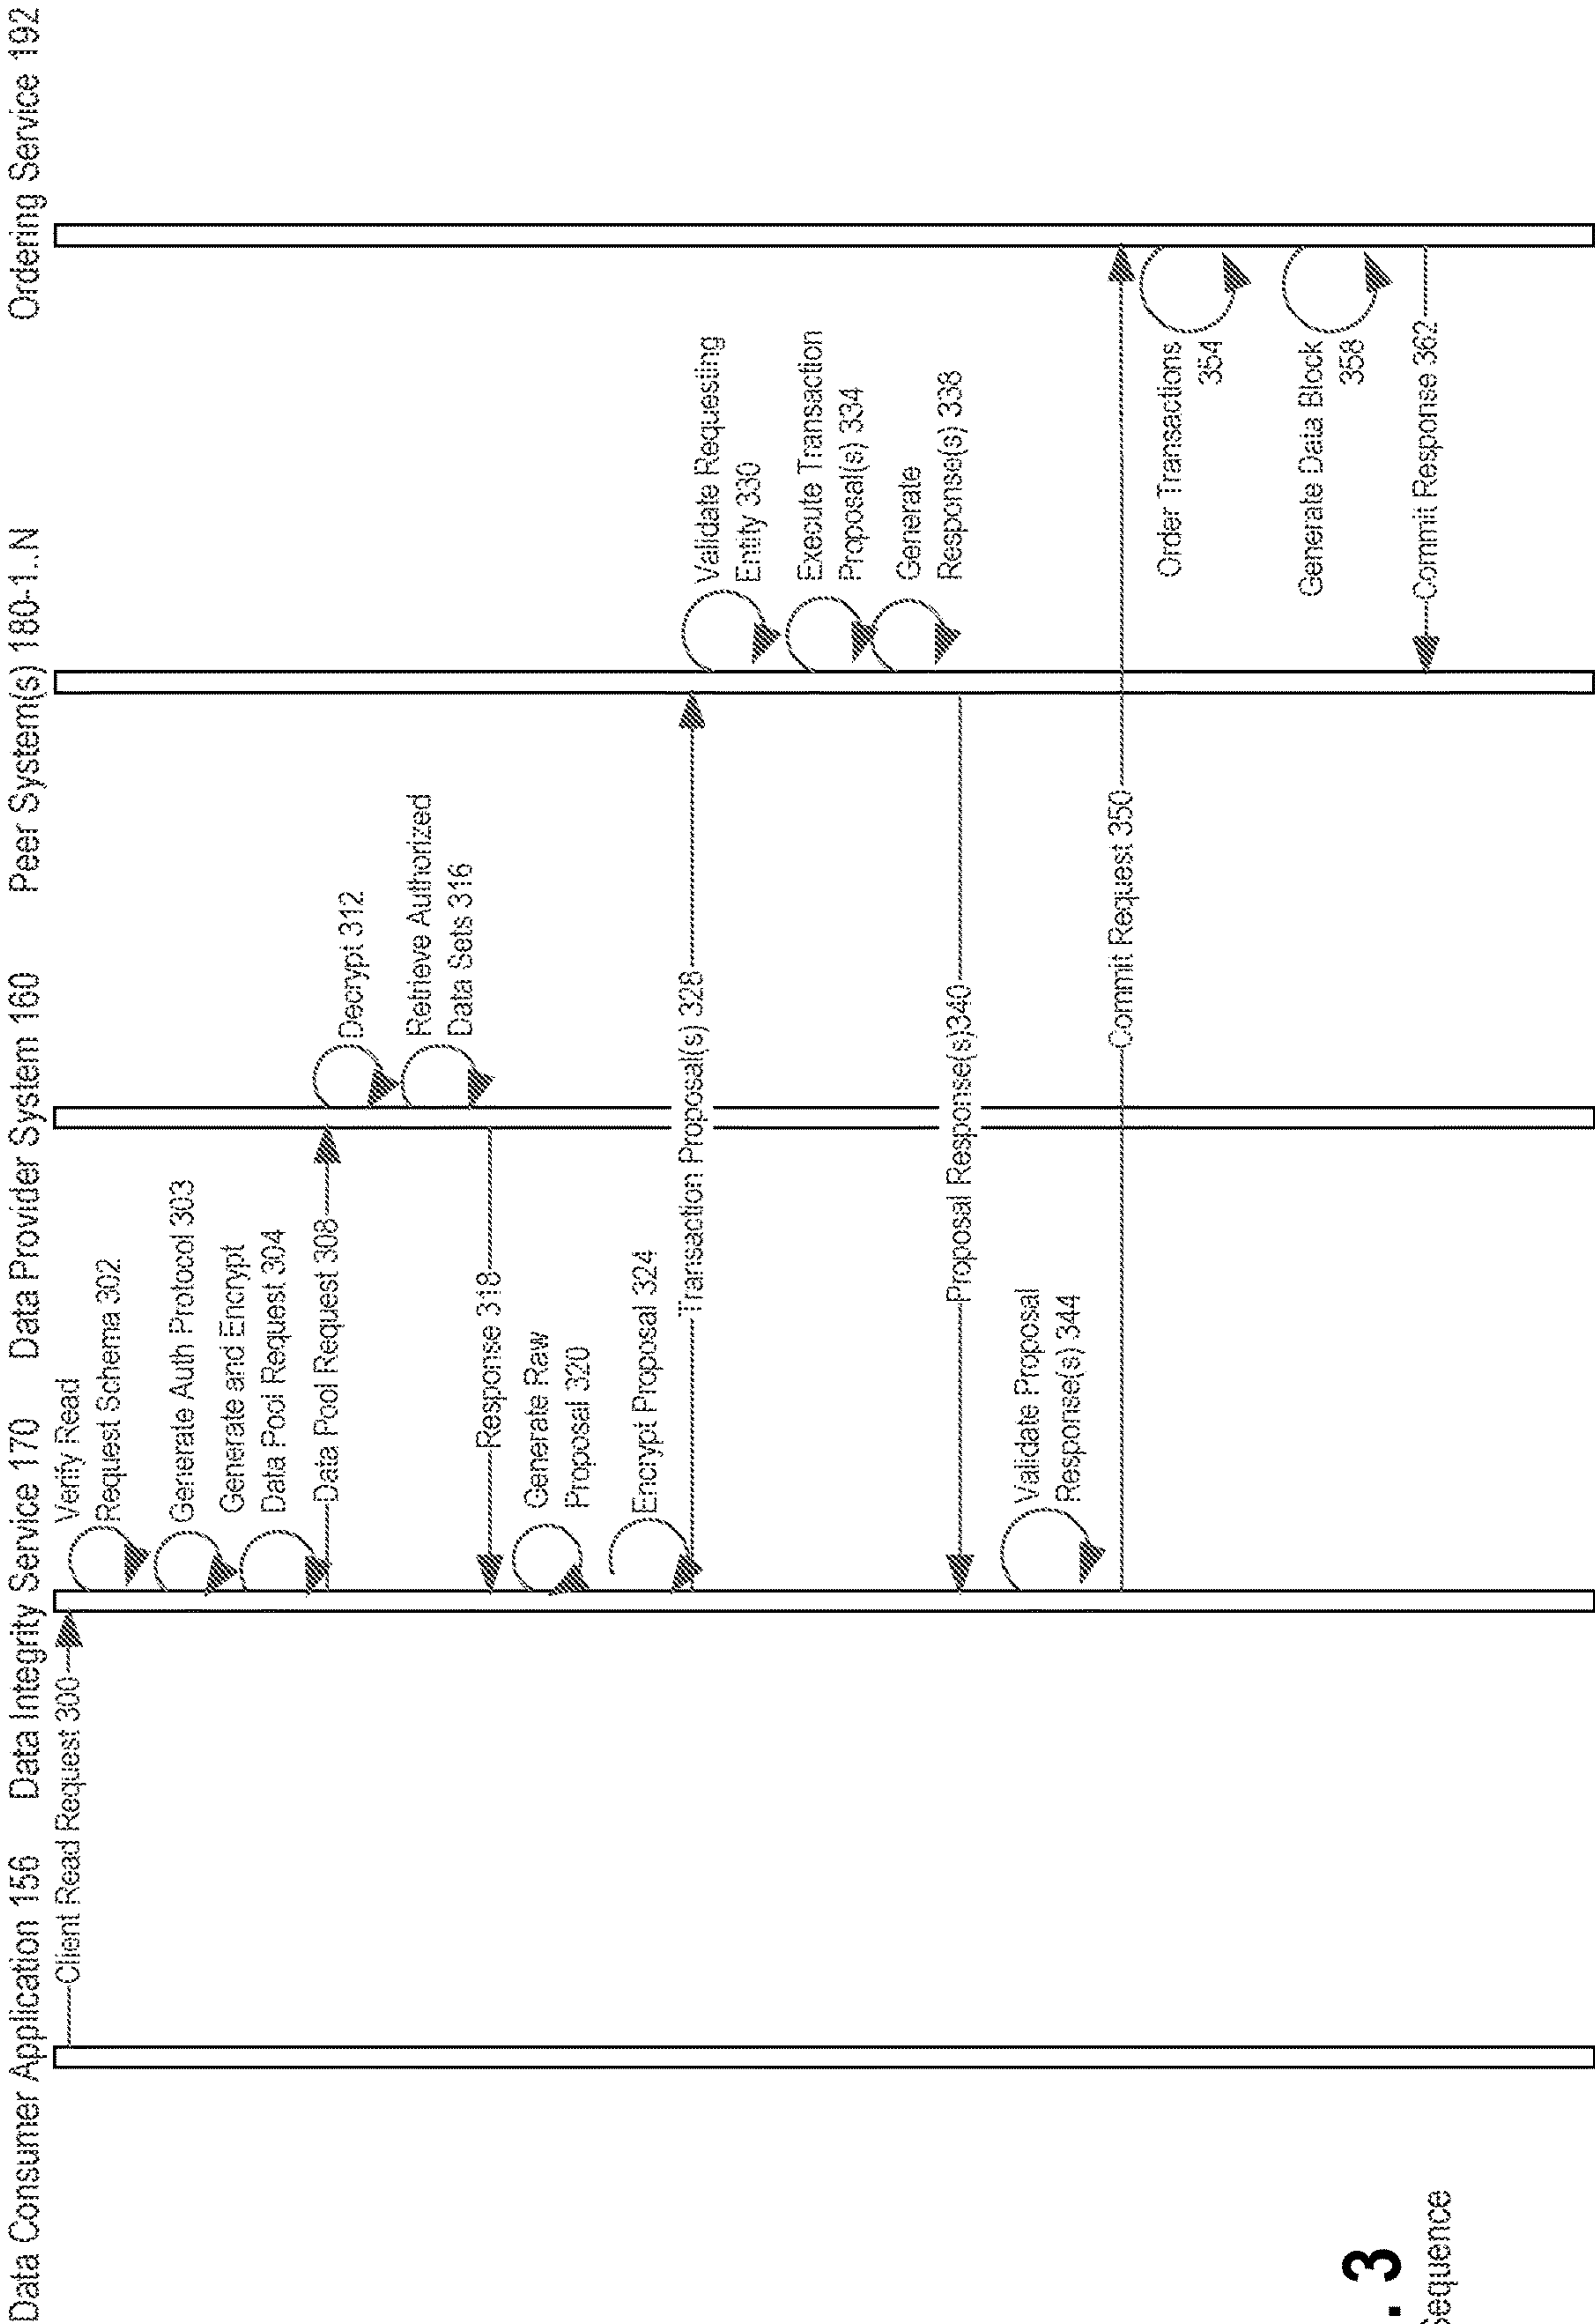 Data Consumer Application 156
Data Integrity Service 170
Data Provider System 160
Peer System(s) 180-1..N
Ordering Service 192
Client Read Request 300
Verify Read
Request Schema 302
Generate Auth Protocol 303
Generate and Encrypt
Data Pool Request 304
Data Pool Request 308
Decrypt 312
Retrieve Authorized
Data Sets 316
Response 318
Generate Raw
Proposal 320
Encrypt Proposal 324
Transaction Proposal(s) 328
Validate Requesting
Entity 330
Execute Transaction
Proposal(s) 334
Generate
Response(s) 338
Proposal Response(s)340
Validate Proposal
Response(s) 344
Commit Request 350
Order Transactions
354
Generate Data Block
358
Commit Response 362
. 3
Sequence